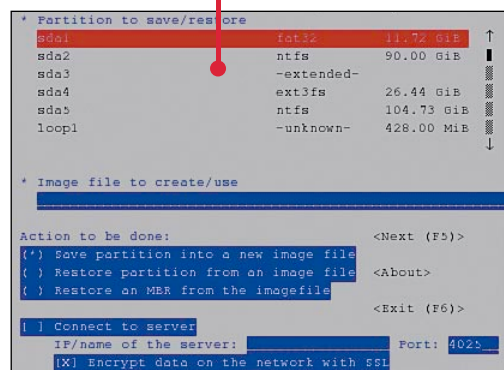 * Partition to save/restore
sda1 fat32 11.72 GiB ↑
sda2 ntfs 90.00 GiB
sda3 -extended-
sda4 ext3fs 26.44 GiB
sda5 ntfs 104.73 GiB
loop1 -unknown- 428.00 MiB
↓
* Image file to create/use
Action to be done: <Next (F5)>
(*) Save partition into a new image file
( ) Restore partition from an image file <About>
( ) Restore an MBR from the imagefile
<Exit (F6)>
[ ] Connect to server
IP/name of the server: Port: 4025__
[X] Encrypt data on the network with SSL